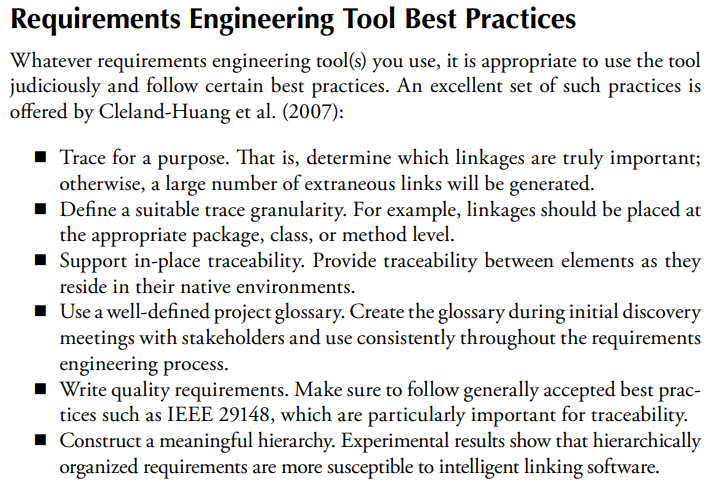 Requirements Engineering Tool Best Practices
Whatever requirements engineering tool(s) you use, it is appropriate to use the tool
judiciously and follow certain best practices. An excellent set of such practices is
offered by Cleland-Huang et al. (2007):
■ Trace for a purpose. That is, determine which linkages are truly important;
otherwise, a large number of extraneous links will be generated.
■ Define a suitable trace granularity. For example, linkages should be placed at
the appropriate package, class, or method level.
■ Support in-place traceability. Provide traceability between elements as they
reside in their native environments.
■ Use a well-defined project glossary. Create the glossary during initial discovery
meetings with stakeholders and use consistently throughout the requirements
engineering process.
■ Write quality requirements. Make sure to follow generally accepted best prac-
tices such as IEEE 29148, which are particularly important for traceability.
■ Construct a meaningful hierarchy. Experimental results show that hierarchically
organized requirements are more susceptible to intelligent linking software.